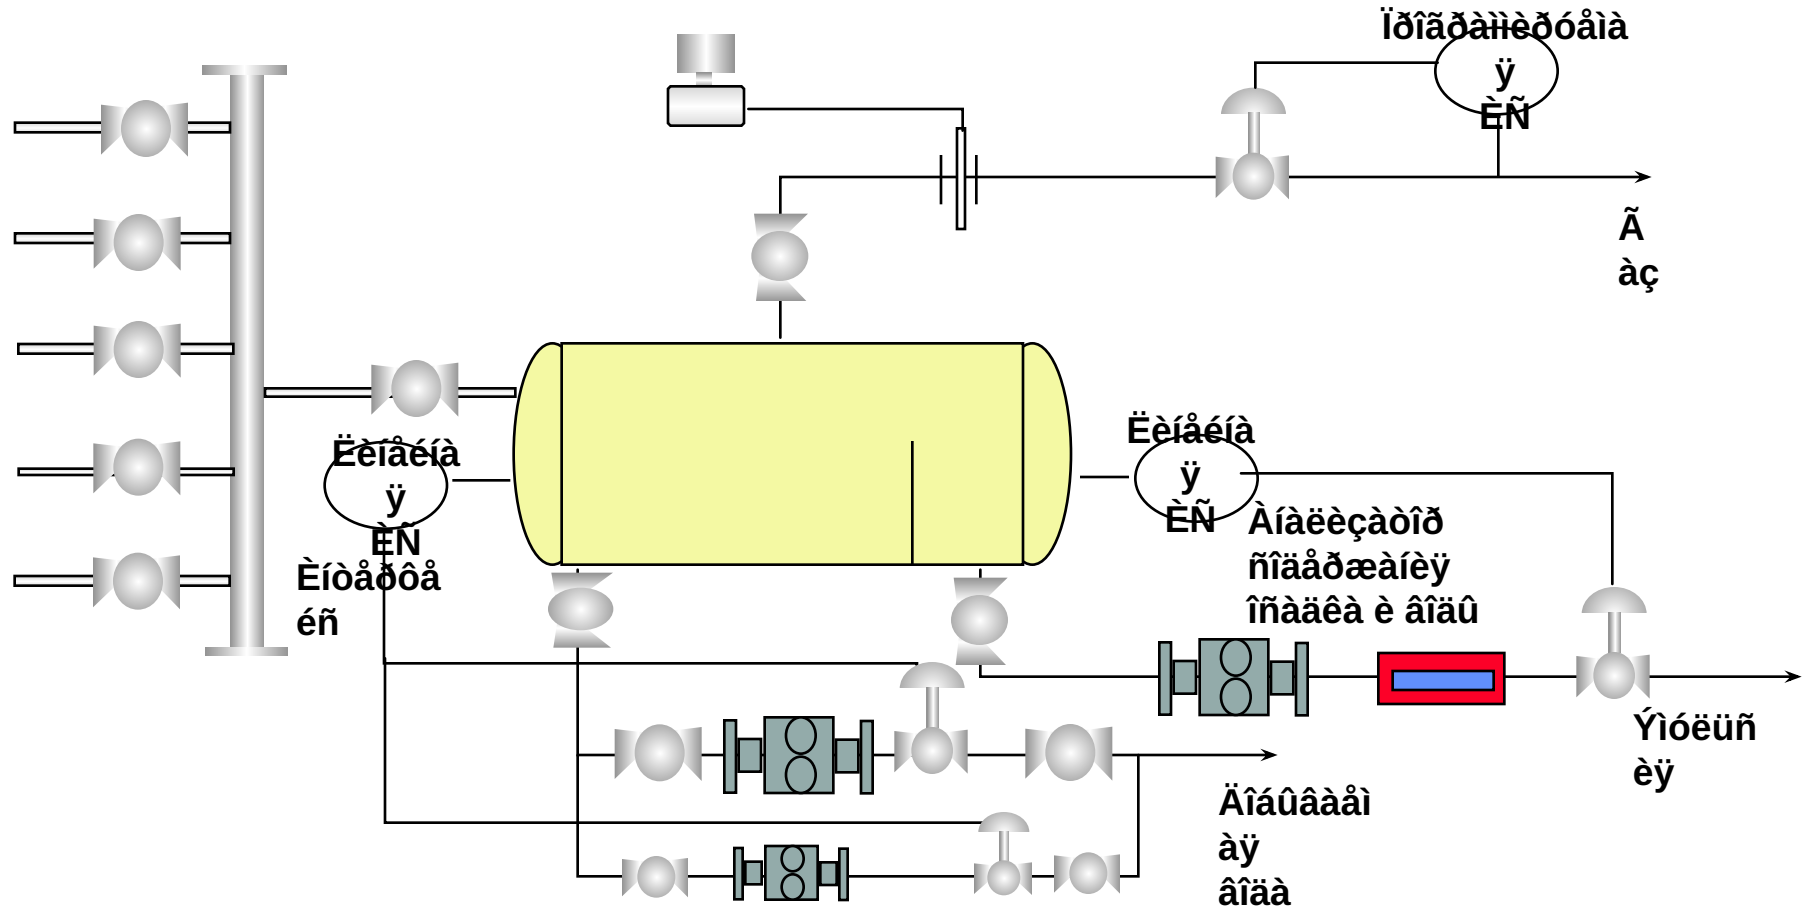 Ïðîãðàììèðóåìà
ÿ
ÈÑ
Ã
àç
Ëèíåéíà
ÿ
ÈÑ
Èíòåðôå
éñ
Ëèíåéíà
ÿ
ÈÑ
Àíàëèçàòîð
ñîäåðæàíèÿ
îñàäêà è âîäû
Ýìóëüñ
èÿ
Äîáûâàåì
àÿ
âîäà